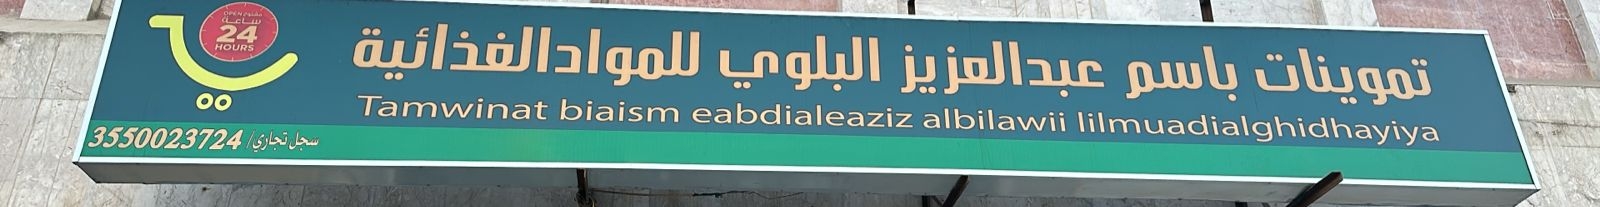 مفتوح OPEN
ساعة
24
HOURS
تموينات باسم عبدالعزيز البلوي للموادالغذائية
Tamwinat biaism eabdialeaziz albilawii lilmuadialghidhayiya
سجل تجاري/ 3550023724